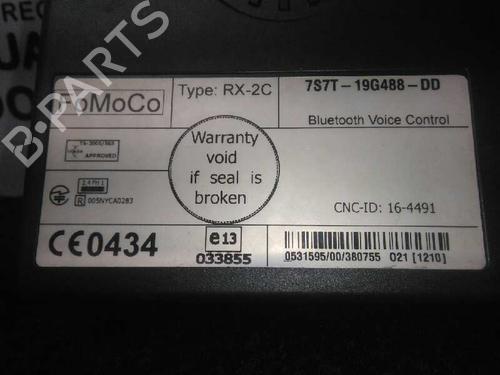 FoMoCo
Type: RX-2C
7S7T-19G488-DD
Bluetooth Voice Control
APPROVED
Warranty
void
if seal is
broken
R 005NYCA0283
CNC-ID: 16-4491
CE0434
e13
033855
0531595/00/380755 021 [1210]
B-PARTS